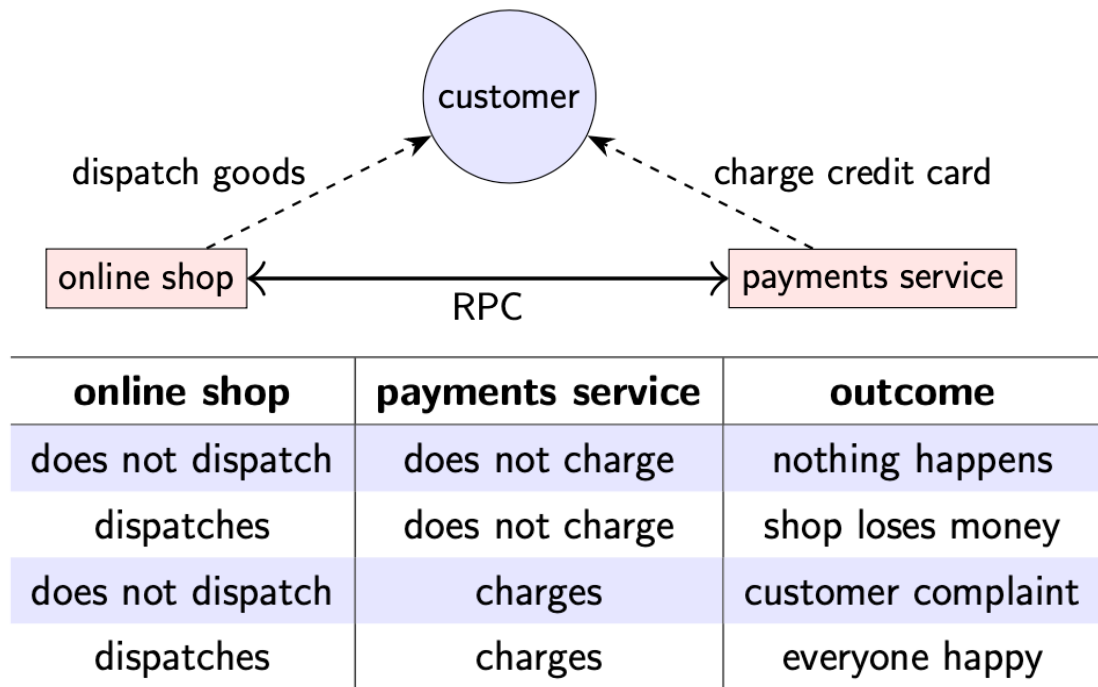 customer
dispatch goods
charge credit card
online shop
payments service
RPC
online shop payments service outcome
does not dispatch does not charge nothing happens
dispatches does not charge shop loses money
does not dispatch charges customer complaint
dispatches charges everyone happy